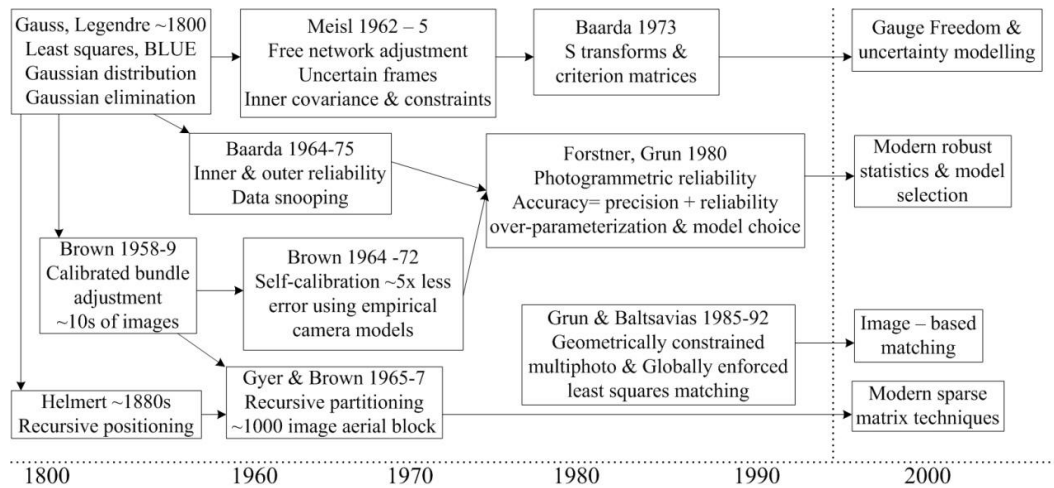 Gauss, Legendre ~1800
Least squares, BLUE
Gaussian distribution
Gaussian elimination
Meisl 1962 – 5
Free network adjustment
Uncertain frames
Inner covariance & constraints
Baarda 1973
S transforms &
criterion matrices
Gauge Freedom &
uncertainty modelling
Baarda 1964-75
Inner & outer reliability
Data snooping
Forstner, Grun 1980
Photogrammetric reliability
Accuracy= precision + reliability
over-parameterization & model choice
Modern robust
statistics & model
selection
Brown 1958-9
Calibrated bundle
adjustment
~10s of images
Brown 1964 -72
Self-calibration ~5x less
error using empirical
camera models
Grun & Baltsavias 1985-92
Geometrically constrained
multiphoto & Globally enforced
least squares matching
Image – based
matching
Helmert ~1880s
Recursive positioning
Gyer & Brown 1965-7
Recursive partitioning
~1000 image aerial block
Modern sparse
matrix techniques
1800 1960 1970 1980 1990 2000